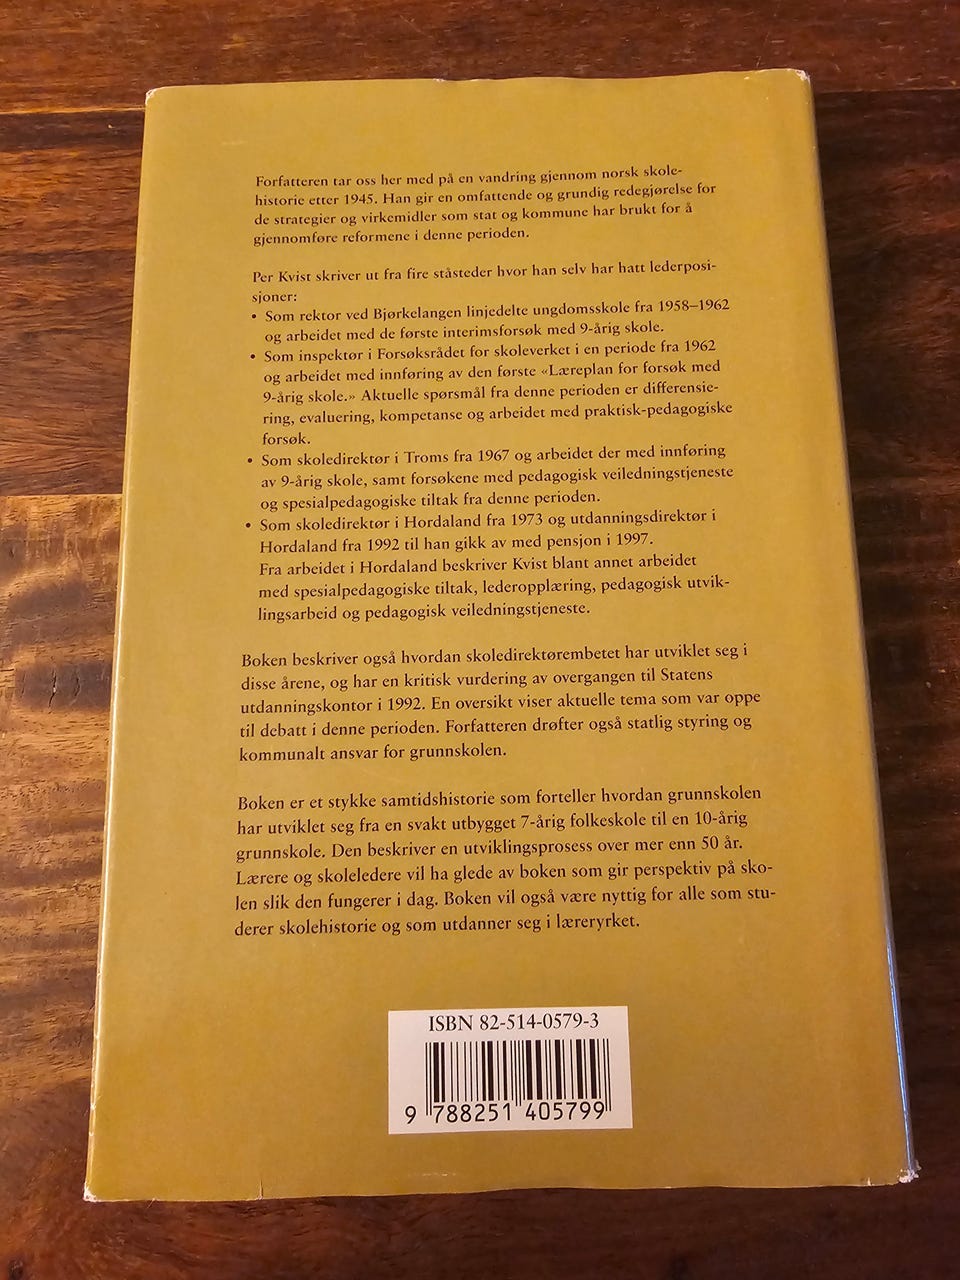 Forfatteren tar oss her med på en vandring gjennom norsk skole-
historie etter 1945. Han gir en omfattende og grundig redegjørelse for
de strategier og virkemidler som stat og kommune har brukt for å
gjennomføre reformene i denne perioden.
Per Kvist skriver ut fra fire ståsteder hvor han selv har hatt lederposi-
sjoner:
• Som rektor ved Bjørkelangen linjedelte ungdomsskole fra 1958–1962
og arbeidet med de første interimsforsøk med 9-årig skole.
• Som inspektør i Forsøksrådet for skoleverket i en periode fra 1962
og arbeidet med innføring av den første «Læreplan for forsøk med
9-årig skole.» Aktuelle spørsmål fra denne perioden er differensie-
ring, evaluering, kompetanse og arbeidet med praktisk-pedagogiske
forsøk.
• Som skoledirektør i Troms fra 1967 og arbeidet der med innføring
av 9-årig skole, samt forsøkene med pedagogisk veiledningstjeneste
og spesialpedagogiske tiltak fra denne perioden.
• Som skoledirektør i Hordaland fra 1973 og utdanningsdirektør i
Hordaland fra 1992 til han gikk av med pensjon i 1997.
Fra arbeidet i Hordaland beskriver Kvist blant annet arbeidet
med spesialpedagogiske tiltak, lederopplæring, pedagogisk utvik-
lingsarbeid og pedagogisk veiledningstjeneste.
Boken beskriver også hvordan skoledirektørembetet har utviklet seg i
disse årene, og har en kritisk vurdering av overgangen til Statens
utdanningskontor i 1992. En oversikt viser aktuelle tema som var oppe
til debatt i denne perioden. Forfatteren drøfter også statlig styring og
kommunalt ansvar for grunnskolen.
Boken er et stykke samtidshistorie som forteller hvordan grunnskolen
har utviklet seg fra en svakt utbygget 7-årig folkeskole til en 10-årig
grunnskole. Den beskriver en utviklingsprosess over mer enn 50 år.
Lærere og skoleledere vil ha glede av boken som gir perspektiv på sko-
len slik den fungerer i dag. Boken vil også være nyttig for alle som stu-
derer skolehistorie og som utdanner seg i læreryrket.
ISBN 82-514-0579-3
9 788251 405799